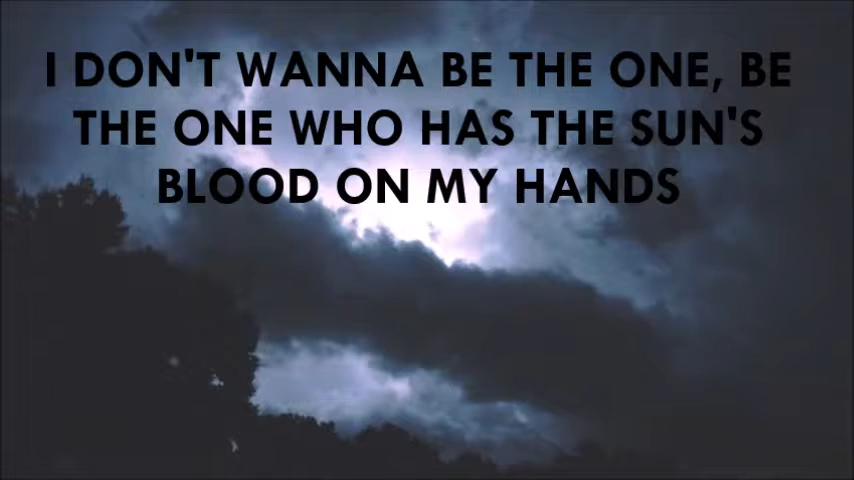 I DON'T WANNA BE THE ONE, BE
THE ONE WHO HAS THE SUN'S
BLOOD ON MY HANDS